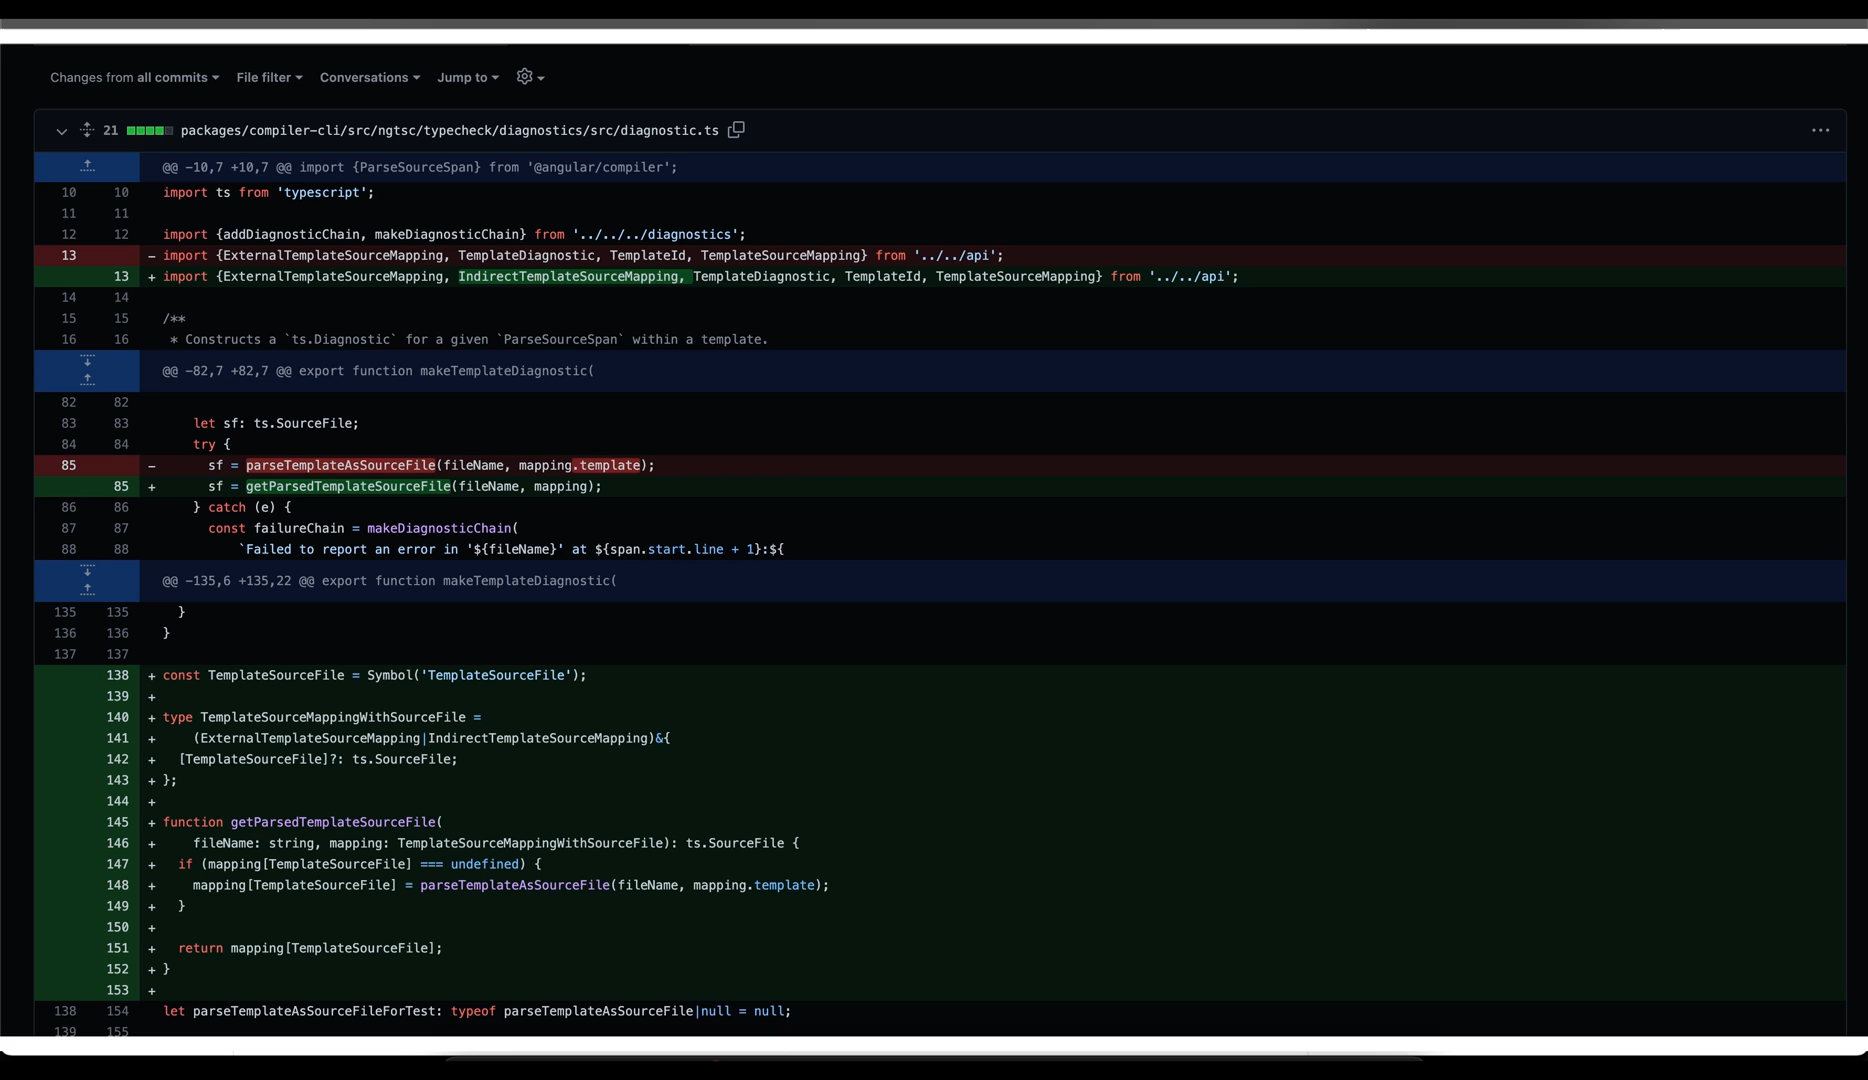 Changes from all commits File filter Conversations Jump to
21 packages/compiler-cli/src/ngtsc/typecheck/diagnostics/src/diagnostic.ts
@@ -10,7 +10,7 @@ import {ParseSourceSpan} from '@angular/compiler';
10 10 import ts from 'typescript';
11 11
12 12 import {addDiagnosticChain, makeDiagnosticChain} from '../../../diagnostics';
13 - import {ExternalTemplateSourceMapping, TemplateDiagnostic, TemplateId, TemplateSourceMapping} from '../../api';
13 + import {ExternalTemplateSourceMapping, IndirectTemplateSourceMapping, TemplateDiagnostic, TemplateId, TemplateSourceMapping} from '../../api';
14 14
15 15 /**
16 16 * Constructs a `ts.Diagnostic` for a given `ParseSourceSpan` within a template.
@@ -82,7 +82,7 @@ export function makeTemplateDiagnostic(
82 82
83 83 let sf: ts.SourceFile;
84 84 try {
85 - sf = parseTemplateAsSourceFile(fileName, mapping.template);
85 + sf = getParsedTemplateSourceFile(fileName, mapping);
86 86 } catch (e) {
87 87 const failureChain = makeDiagnosticChain(
88 88 `Failed to report an error in '${fileName}' at ${span.start.line + 1}:${
@@ -135,6 +135,22 @@ export function makeTemplateDiagnostic(
135 135 }
136 136 }
137 137
138 + const TemplateSourceFile = Symbol('TemplateSourceFile');
139 +
140 + type TemplateSourceMappingWithSourceFile =
141 + (ExternalTemplateSourceMapping|IndirectTemplateSourceMapping)&{
142 + [TemplateSourceFile]?: ts.SourceFile;
143 + };
144 +
145 + function getParsedTemplateSourceFile(
146 + fileName: string, mapping: TemplateSourceMappingWithSourceFile): ts.SourceFile {
147 + if (mapping[TemplateSourceFile] === undefined) {
148 + mapping[TemplateSourceFile] = parseTemplateAsSourceFile(fileName, mapping.template);
149 + }
150 +
151 + return mapping[TemplateSourceFile];
152 + }
153 +
138 154 let parseTemplateAsSourceFileForTest: typeof parseTemplateAsSourceFile|null = null;
139 155